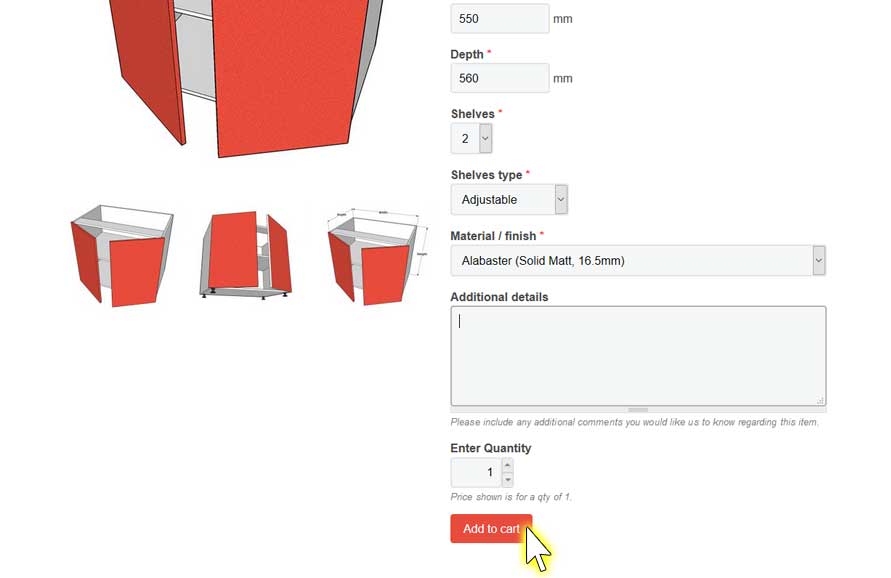 550 mm
Depth *
560 mm
Shelves *
2
Shelves type *
Adjustable
Material / finish *
Alabaster (Solid Matt, 16.5mm)
Additional details
Please include any additional comments you would like us to know regarding this item.
Enter Quantity
1
Price shown is for a qty of 1.
Add to cart